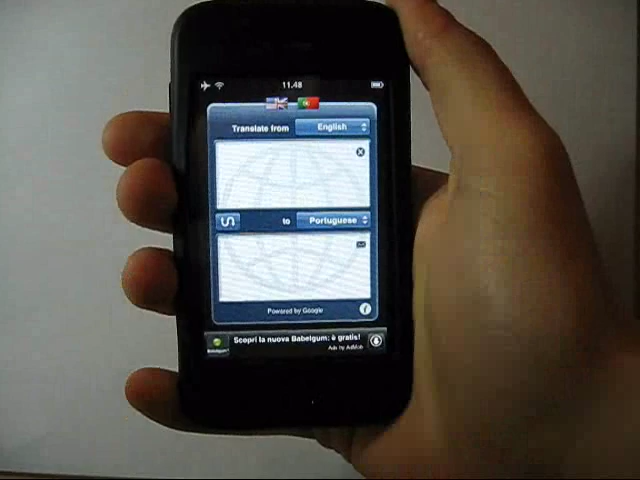 11.48
Translate from
English
to
Portuguese
Powered by Google
Scopri la nuova Babelgum: è gratis!
Ads by AdMob